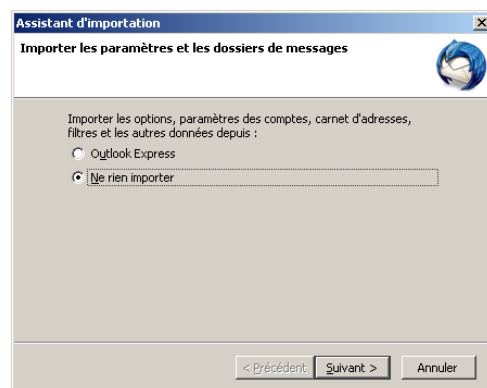 Assistant d'importation
Importer les paramètres et les dossiers de messages
Importer les options, paramètres des comptes, carnet d'adresses,
filtres et les autres données depuis :
Outlook Express
Ne rien importer
< Précédent Suivant > Annuler